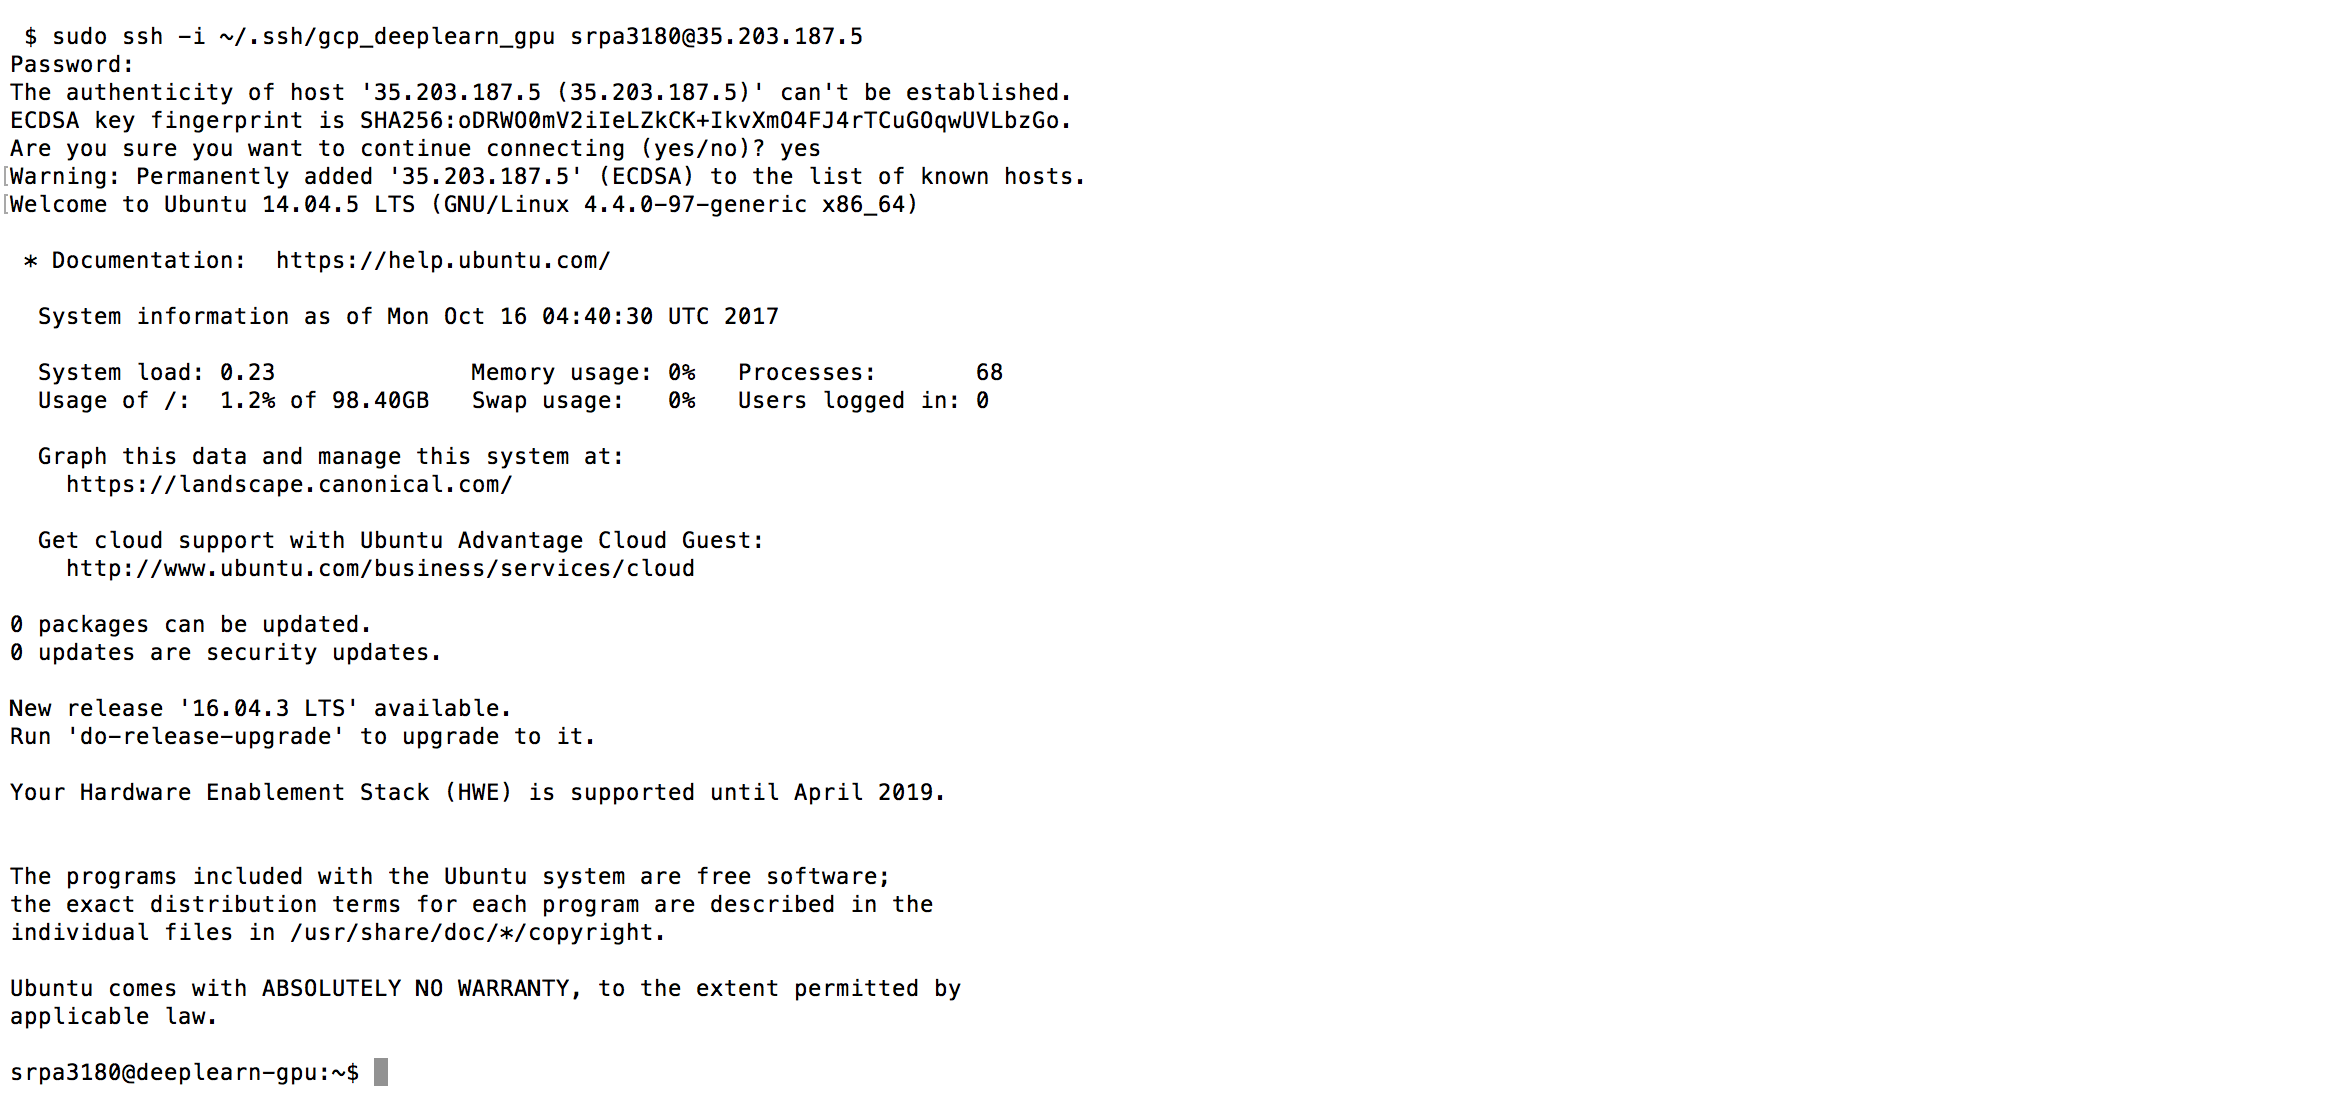 $ sudo ssh -i ~/.ssh/gcp_deeplearn_gpu srpa3180@35.203.187.5
Password:
The authenticity of host '35.203.187.5 (35.203.187.5)' can't be established.
ECDSA key fingerprint is SHA256:oDRWO0mV2iIeLZkCK+IkvXmO4FJ4rTCuGOqwUVLbzGo.
Are you sure you want to continue connecting (yes/no)? yes
[Warning: Permanently added '35.203.187.5' (ECDSA) to the list of known hosts.
[Welcome to Ubuntu 14.04.5 LTS (GNU/Linux 4.4.0-97-generic x86_64)
* Documentation:  https://help.ubuntu.com/
System information as of Mon Oct 16 04:40:30 UTC 2017
System load: 0.23              Memory usage: 0%   Processes:       68
Usage of /:  1.2% of 98.40GB   Swap usage:   0%   Users logged in: 0
Graph this data and manage this system at:
https://landscape.canonical.com/
Get cloud support with Ubuntu Advantage Cloud Guest:
http://www.ubuntu.com/business/services/cloud
0 packages can be updated.
0 updates are security updates.
New release '16.04.3 LTS' available.
Run 'do-release-upgrade' to upgrade to it.
Your Hardware Enablement Stack (HWE) is supported until April 2019.
The programs included with the Ubuntu system are free software;
the exact distribution terms for each program are described in the
individual files in /usr/share/doc/*/copyright.
Ubuntu comes with ABSOLUTELY NO WARRANTY, to the extent permitted by
applicable law.
srpa3180@deeplearn-gpu:~$